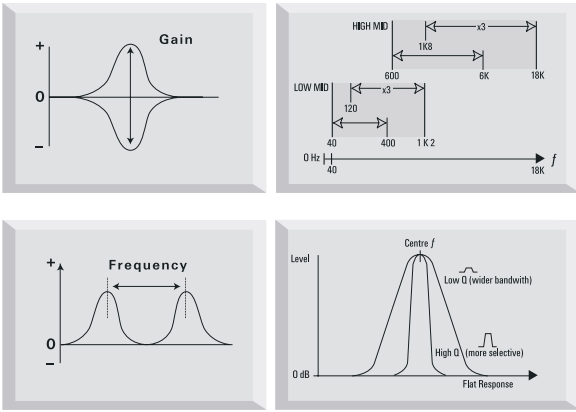 Gain
+
0
–
HIGH MID
x3
1K8
600
6K
18K
LOW MID
x3
120
40
400
1 K 2
0 Hz
f
40
18K
Frequency
+
0
–
Centre f
Level
Low Q (wider bandwith)
High Q (more selective)
0 dB
Flat Response